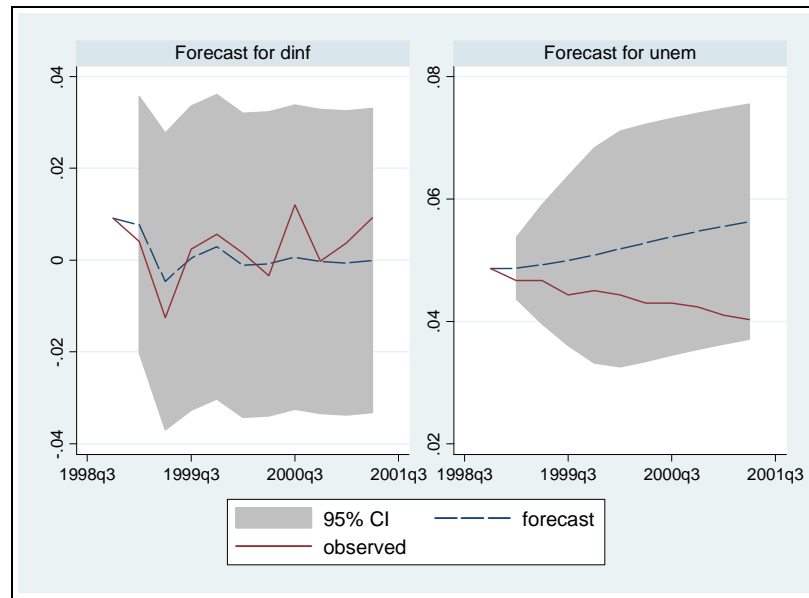 Forecast for dinf
Forecast for unem
.04
.02
0
-.02
-.04
1998q3 1999q3 2000q3 2001q3
.08
.06
.04
.02
1998q3 1999q3 2000q3 2001q3
95% CI
forecast
observed